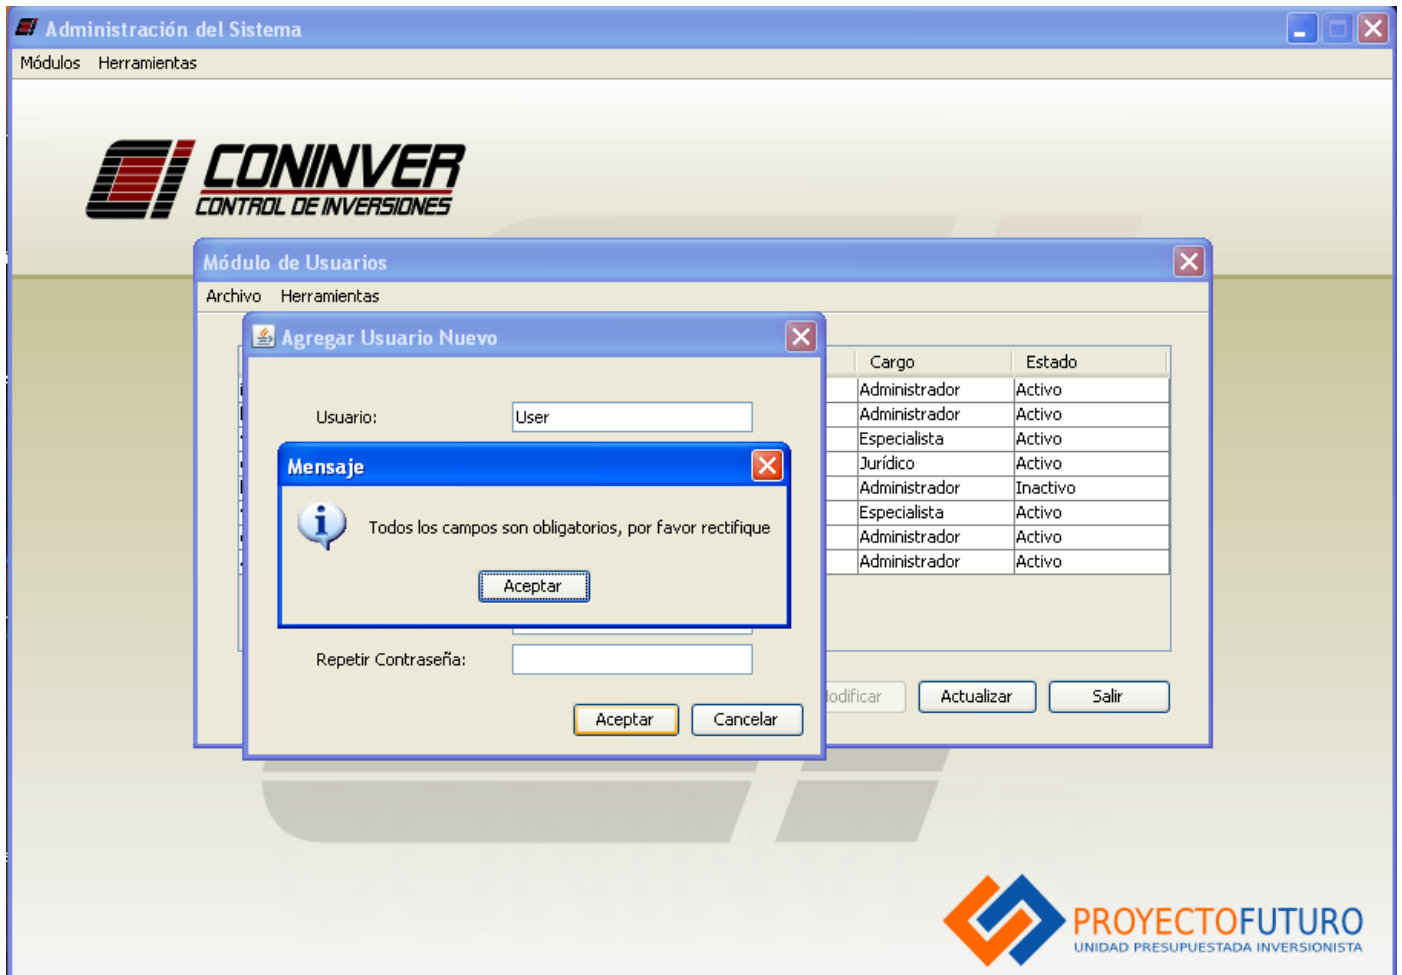 Administración del Sistema
Módulos Herramientas
CONINVER
CONTROL DE INVERSIONES
Módulo de Usuarios
Archivo Herramientas
Agregar Usuario Nuevo
Cargo Estado
Administrador Activo
Administrador Activo
Usuario: User
Especialista Activo
Mensaje
Jurídico Activo
Administrador Inactivo
Especialista Activo
Todos los campos son obligatorios, por favor rectifique
Administrador Activo
Administrador Activo
Aceptar
Repetir Contraseña:
Actualizar Salir
Aceptar Cancelar
PROYECTOFUTURO
UNIDAD PRESUPUESTADA INVERSIONISTA